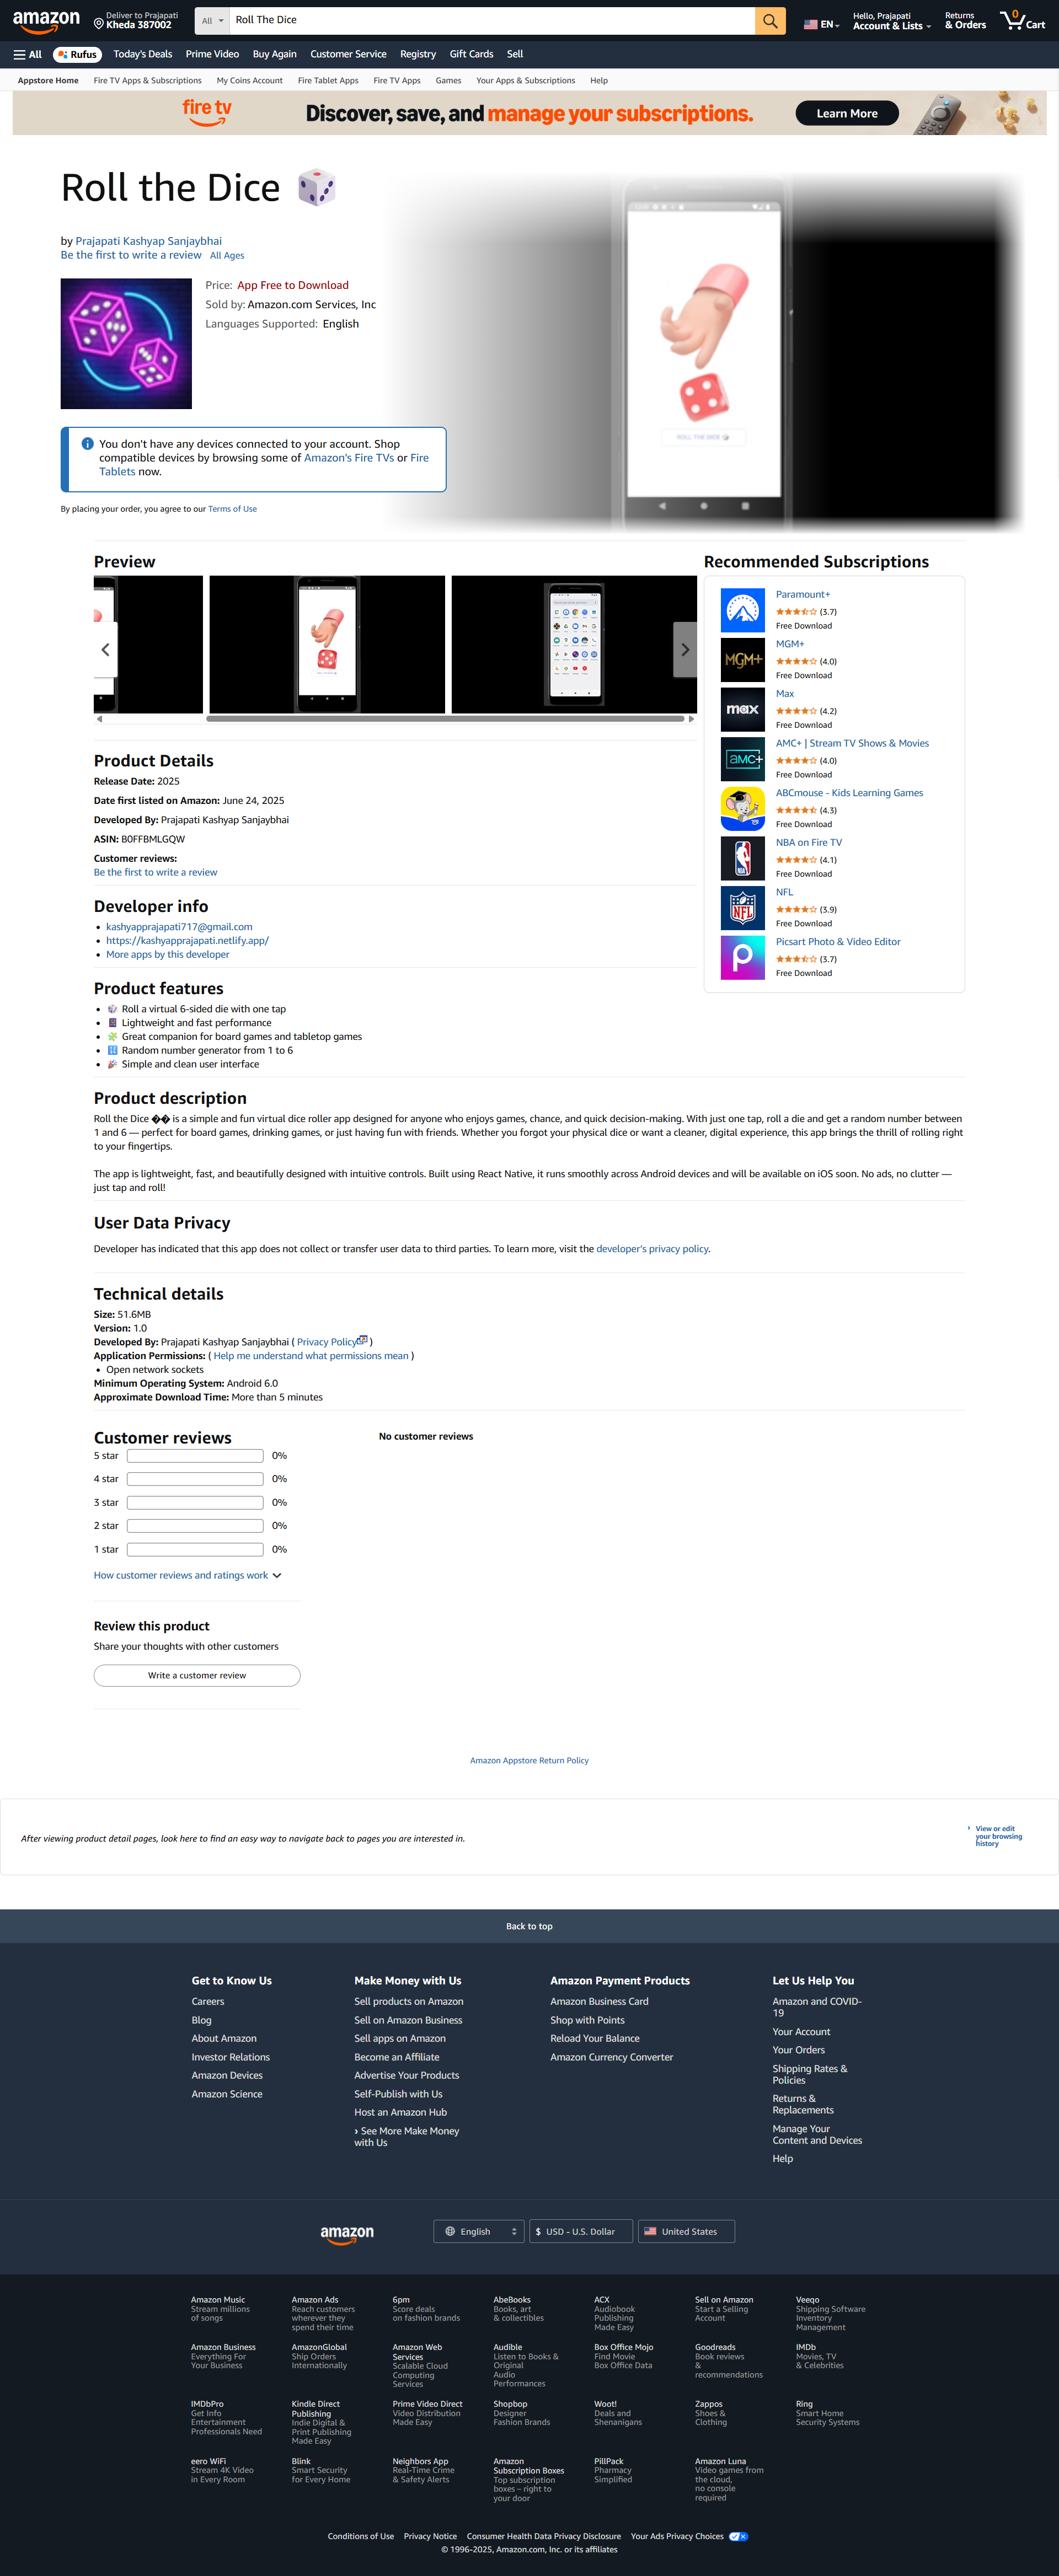 amazon
Deliver to Prajapati
Kheda 387002
All
Roll The Dice
EN
Hello, Prajapati
Account & Lists
Returns
& Orders
0
Cart
All
Rufus
Today's Deals
Prime Video
Buy Again
Customer Service
Registry
Gift Cards
Sell
Appstore Home
Fire TV Apps & Subscriptions
My Coins Account
Fire Tablet Apps
Fire TV Apps
Games
Your Apps & Subscriptions
Help
fire tv
Discover, save, and manage your subscriptions.
Learn More
Roll the Dice 🎲
by Prajapati Kashyap Sanjaybhai
Be the first to write a review All Ages
Price: App Free to Download
Sold by: Amazon.com Services, Inc
Languages Supported: English
ROLL THE DICE
You don't have any devices connected to your account. Shop
compatible devices by browsing some of Amazon's Fire TVs or Fire
Tablets now.
By placing your order, you agree to our Terms of Use
Preview
Recommended Subscriptions
Paramount+
(3.7)
Free Download
MGM+
MGM+
(4.0)
Free Download
max
Max
(4.2)
Free Download
aMC+
AMC+ | Stream TV Shows & Movies
(4.0)
Free Download
ABCmouse - Kids Learning Games
(4.3)
Free Download
NBA on Fire TV
(4.1)
Free Download
NFL
NFL
(3.9)
Free Download
Picsart Photo & Video Editor
(3.7)
Free Download
Product Details
Release Date: 2025
Date first listed on Amazon: June 24, 2025
Developed By: Prajapati Kashyap Sanjaybhai
ASIN: B0FFBMLGQW
Customer reviews:
Be the first to write a review
Developer info
• kashyapprajapati717@gmail.com
• https://kashyapprajapati.netlify.app/
• More apps by this developer
Product features
• 🎲 Roll a virtual 6-sided die with one tap
• 📱 Lightweight and fast performance
• 🧩 Great companion for board games and tabletop games
• 🔢 Random number generator from 1 to 6
• 🎉 Simple and clean user interface
Product description
Roll the Dice �� is a simple and fun virtual dice roller app designed for anyone who enjoys games, chance, and quick decision-making. With just one tap, roll a die and get a random number between
1 and 6 — perfect for board games, drinking games, or just having fun with friends. Whether you forgot your physical dice or want a cleaner, digital experience, this app brings the thrill of rolling right
to your fingertips.
The app is lightweight, fast, and beautifully designed with intuitive controls. Built using React Native, it runs smoothly across Android devices and will be available on iOS soon. No ads, no clutter —
just tap and roll!
User Data Privacy
Developer has indicated that this app does not collect or transfer user data to third parties. To learn more, visit the developer's privacy policy.
Technical details
Size: 51.6MB
Version: 1.0
Developed By: Prajapati Kashyap Sanjaybhai ( Privacy Policy )
Application Permissions: ( Help me understand what permissions mean )
• Open network sockets
Minimum Operating System: Android 6.0
Approximate Download Time: More than 5 minutes
Customer reviews
No customer reviews
5 star 0%
4 star 0%
3 star 0%
2 star 0%
1 star 0%
How customer reviews and ratings work
Review this product
Share your thoughts with other customers
Write a customer review
Amazon Appstore Return Policy
After viewing product detail pages, look here to find an easy way to navigate back to pages you are interested in.
› View or edit
your browsing
history
Back to top
Get to Know Us
Careers
Blog
About Amazon
Investor Relations
Amazon Devices
Amazon Science
Make Money with Us
Sell products on Amazon
Sell on Amazon Business
Sell apps on Amazon
Become an Affiliate
Advertise Your Products
Self-Publish with Us
Host an Amazon Hub
› See More Make Money
with Us
Amazon Payment Products
Amazon Business Card
Shop with Points
Reload Your Balance
Amazon Currency Converter
Let Us Help You
Amazon and COVID-
19
Your Account
Your Orders
Shipping Rates &
Policies
Returns &
Replacements
Manage Your
Content and Devices
Help
amazon
English
$ USD - U.S. Dollar
United States
Amazon Music
Stream millions
of songs
Amazon Ads
Reach customers
wherever they
spend their time
6pm
Score deals
on fashion brands
AbeBooks
Books, art
& collectibles
ACX
Audiobook
Publishing
Made Easy
Sell on Amazon
Start a Selling
Account
Veeqo
Shipping Software
Inventory
Management
Amazon Business
Everything For
Your Business
AmazonGlobal
Ship Orders
Internationally
Amazon Web
Services
Scalable Cloud
Computing
Services
Audible
Listen to Books &
Original
Audio
Performances
Box Office Mojo
Find Movie
Box Office Data
Goodreads
Book reviews
&
recommendations
IMDb
Movies, TV
& Celebrities
IMDbPro
Get Info
Entertainment
Professionals Need
Kindle Direct
Publishing
Indie Digital &
Print Publishing
Made Easy
Prime Video Direct
Video Distribution
Made Easy
Shopbop
Designer
Fashion Brands
Woot!
Deals and
Shenanigans
Zappos
Shoes &
Clothing
Ring
Smart Home
Security Systems
eero WiFi
Stream 4K Video
in Every Room
Blink
Smart Security
for Every Home
Neighbors App
Real-Time Crime
& Safety Alerts
Amazon
Subscription Boxes
Top subscription
boxes – right to
your door
PillPack
Pharmacy
Simplified
Amazon Luna
Video games from
the cloud,
no console
required
Conditions of Use
Privacy Notice
Consumer Health Data Privacy Disclosure
Your Ads Privacy Choices
© 1996-2025, Amazon.com, Inc. or its affiliates